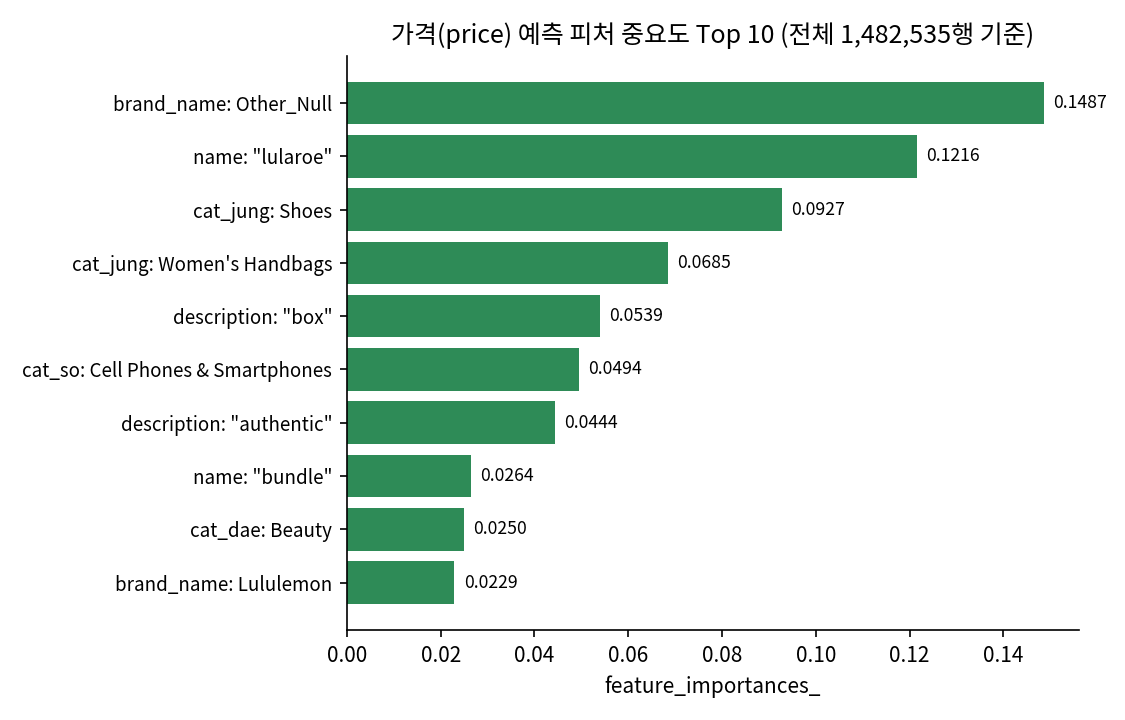 가격(price) 예측 피처 중요도 Top 10 (전체 1,482,535행 기준)
brand_name: Other_Null 0.1487
name: "lularoe" 0.1216
cat_jung: Shoes 0.0927
cat_jung: Women's Handbags 0.0685
description: "box" 0.0539
cat_so: Cell Phones & Smartphones 0.0494
description: "authentic" 0.0444
name: "bundle" 0.0264
cat_dae: Beauty 0.0250
brand_name: Lululemon 0.0229
0.00 0.02 0.04 0.06 0.08 0.10 0.12 0.14
feature_importances_